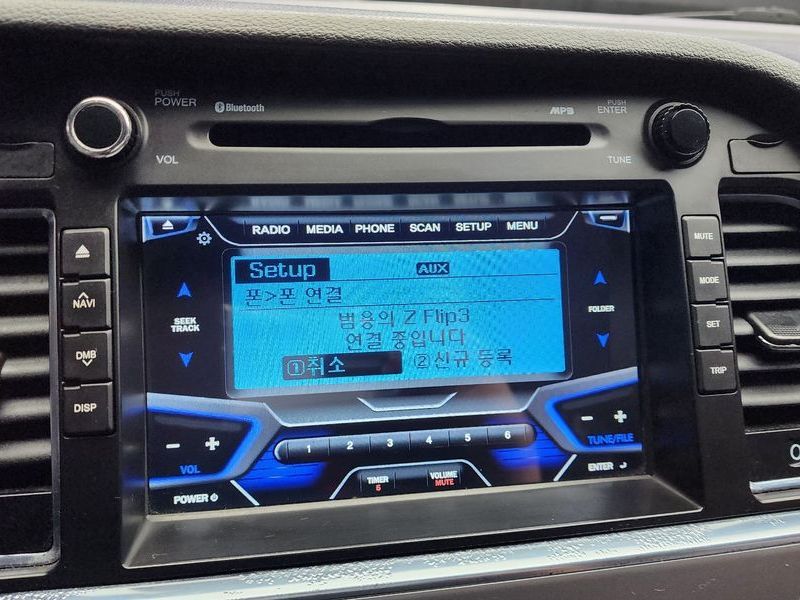 PUSH
POWER
Bluetooth
MP3
PUSH
ENTER
VOL
TUNE
RADIO MEDIA PHONE SCAN SETUP MENU
Setup AUX
폰>폰 연결
범용의 Z Flip3
연결 중입니다
①취소 ②신규 등록
SEEK
TRACK
FOLDER
NAVI
DMB
DISP
MUTE
MODE
SET
TRIP
1 2 3 4 5 6
- + VOL
- + TUNE/FILE
POWER
TIMER
6
VOLUME
MUTE
ENTER